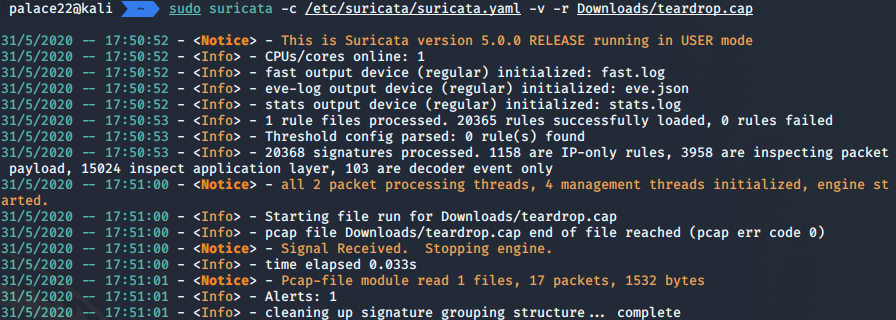 palace22@kali ~ sudo suricata -c /etc/suricata/suricata.yaml -v -r Downloads/teardrop.cap
31/5/2020 -- 17:50:52 - <Notice> - This is Suricata version 5.0.0 RELEASE running in USER mode
31/5/2020 -- 17:50:52 - <Info> - CPUs/cores online: 1
31/5/2020 -- 17:50:52 - <Info> - fast output device (regular) initialized: fast.log
31/5/2020 -- 17:50:52 - <Info> - eve-log output device (regular) initialized: eve.json
31/5/2020 -- 17:50:52 - <Info> - stats output device (regular) initialized: stats.log
31/5/2020 -- 17:50:53 - <Info> - 1 rule files processed. 20365 rules successfully loaded, 0 rules failed
31/5/2020 -- 17:50:53 - <Info> - Threshold config parsed: 0 rule(s) found
31/5/2020 -- 17:50:53 - <Info> - 20368 signatures processed. 1158 are IP-only rules, 3958 are inspecting packet
payload, 15024 inspect application layer, 103 are decoder event only
31/5/2020 -- 17:51:00 - <Notice> - all 2 packet processing threads, 4 management threads initialized, engine st
arted.
31/5/2020 -- 17:51:00 - <Info> - Starting file run for Downloads/teardrop.cap
31/5/2020 -- 17:51:00 - <Info> - pcap file Downloads/teardrop.cap end of file reached (pcap err code 0)
31/5/2020 -- 17:51:00 - <Notice> - Signal Received.  Stopping engine.
31/5/2020 -- 17:51:00 - <Info> - time elapsed 0.033s
31/5/2020 -- 17:51:01 - <Notice> - Pcap-file module read 1 files, 17 packets, 1532 bytes
31/5/2020 -- 17:51:01 - <Info> - Alerts: 1
31/5/2020 -- 17:51:01 - <Info> - cleaning up signature grouping structure... complete